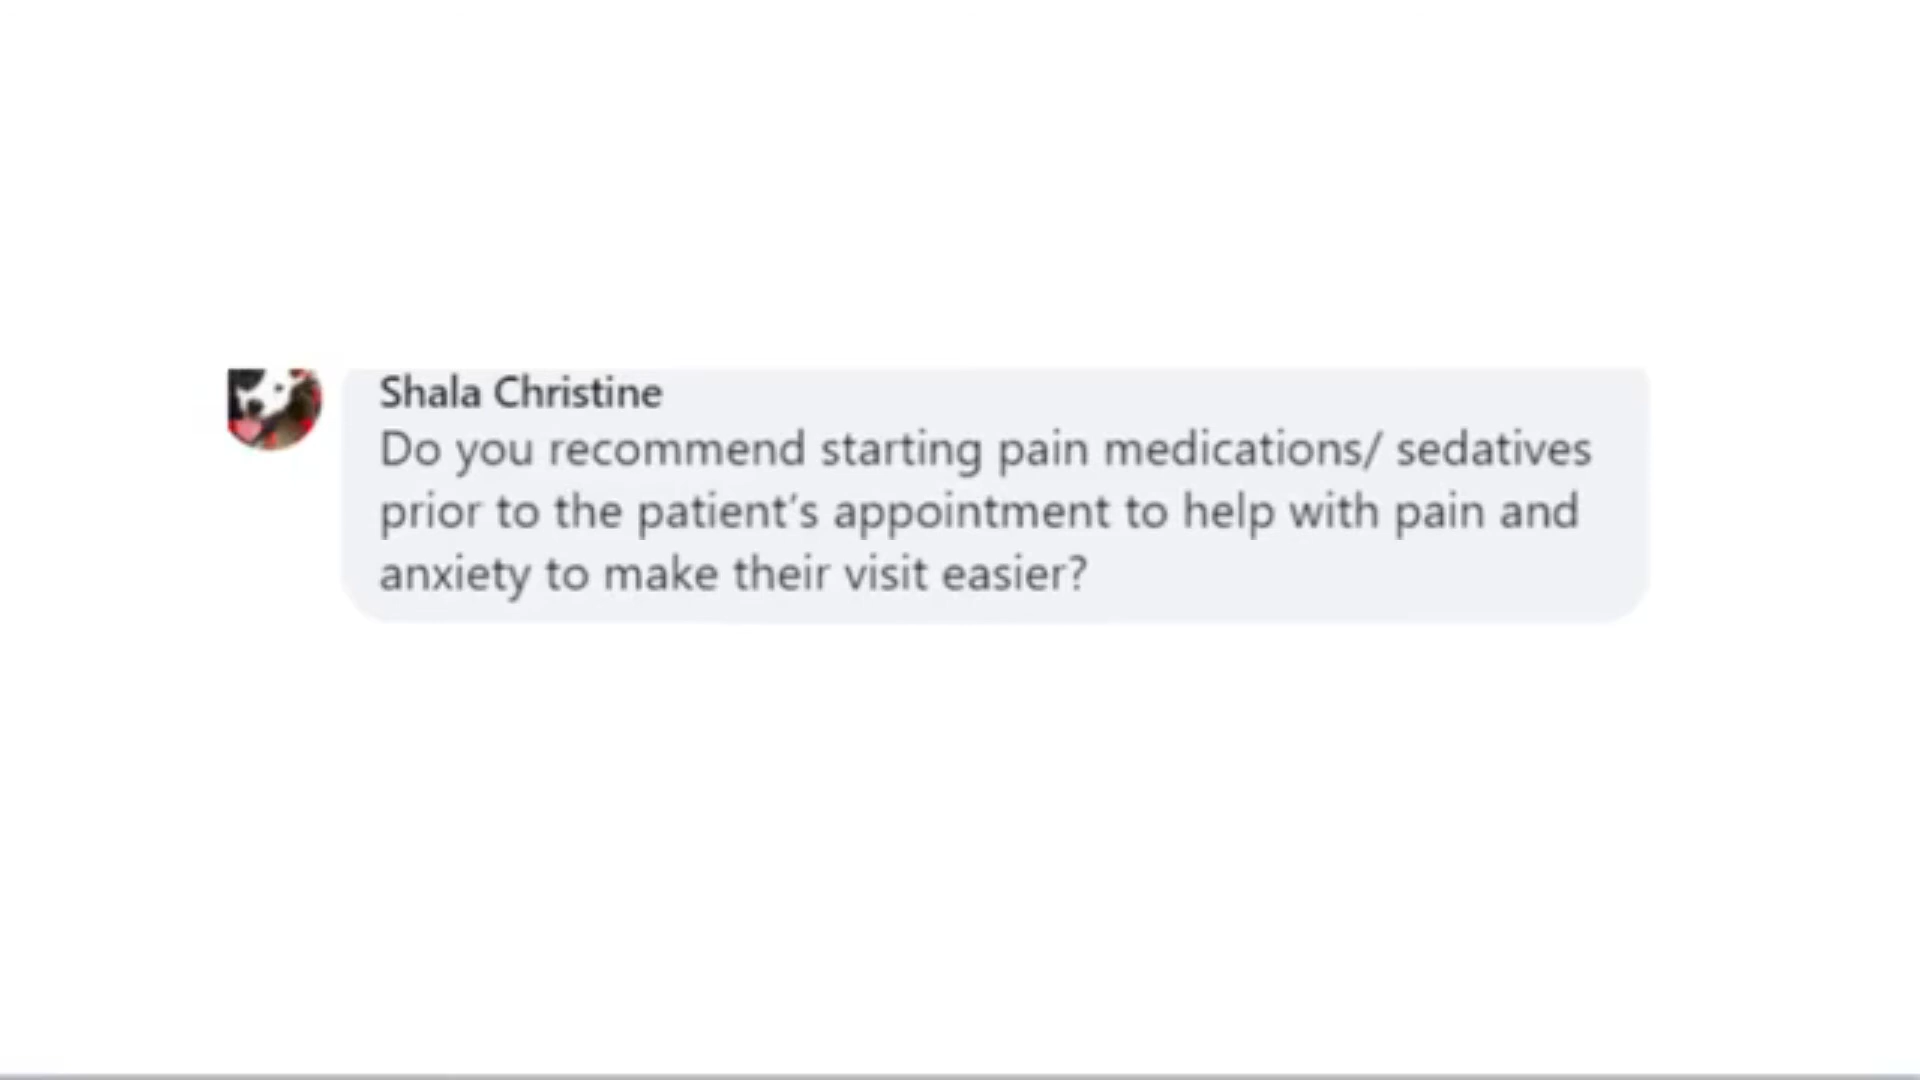 Shala Christine
Do you recommend starting pain medications/ sedatives
prior to the patient's appointment to help with pain and
anxiety to make their visit easier?